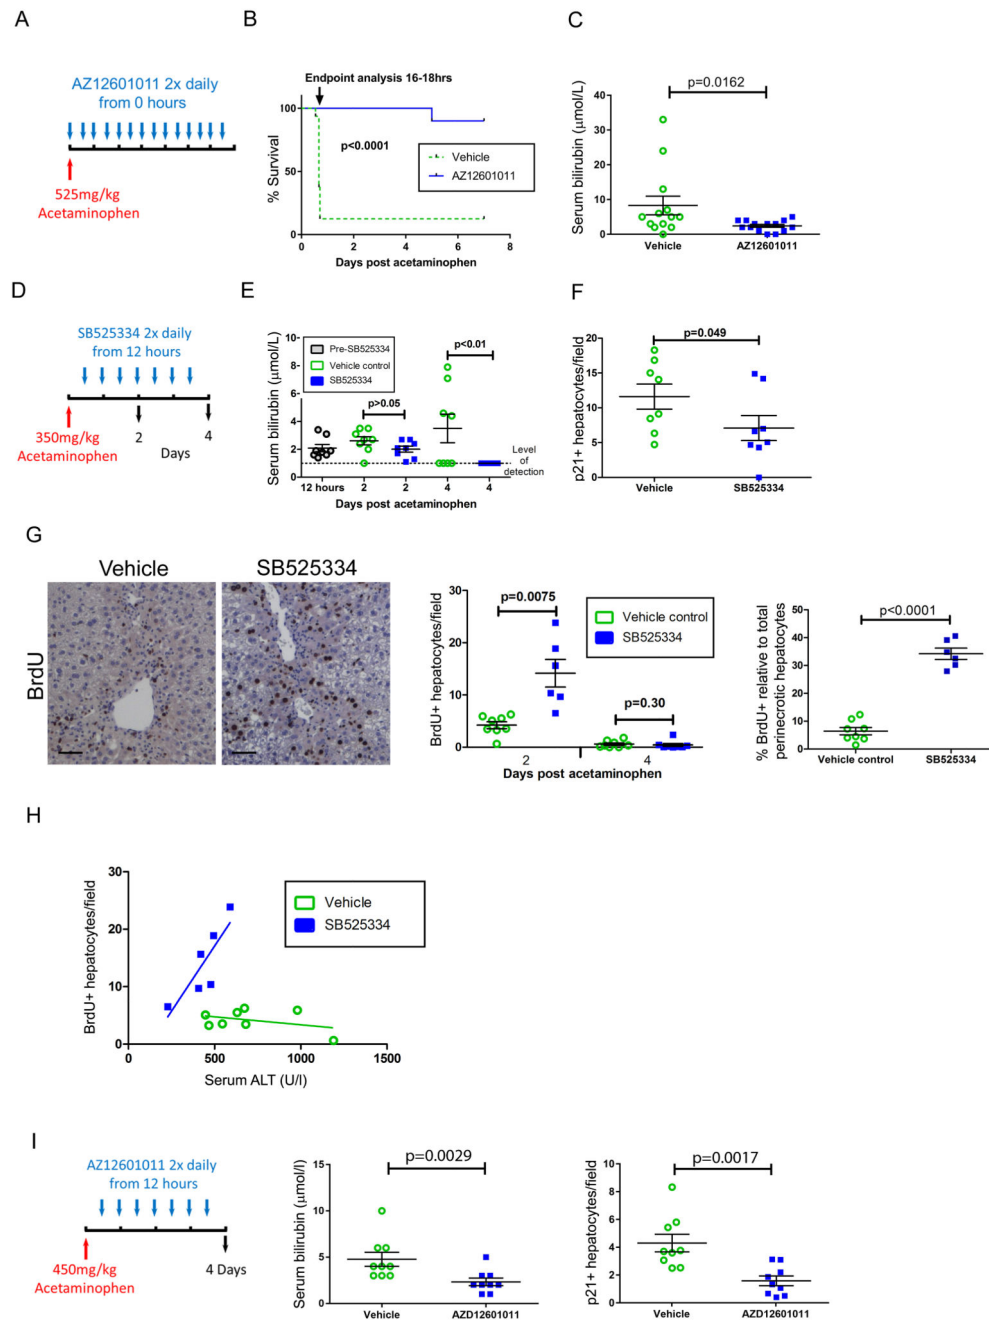 A
AZ12601011 2x daily
from 0 hours
525mg/kg
Acetaminophen
B
Endpoint analysis 16-18hrs
% Survival
100
50
0
p<0.0001
Vehicle
AZ12601011
0 2 4 6 8
Days post acetaminophen
C
p=0.0162
Serum bilirubin (μmol/L)
40
30
20
10
0
Vehicle AZ12601011
D
SB525334 2x daily
from 12 hours
350mg/kg
Acetaminophen
2
4
Days
E
Serum bilirubin (μmol/L)
10
8
6
4
2
0
Pre-SB525334
Vehicle control
SB525334
p<0.01
p>0.05
Level
of
detection
12 hours 2 2 4 4
Days post acetaminophen
F
p=0.049
p21+ hepatocytes/field
20
15
10
5
0
Vehicle SB525334
G
Vehicle SB525334
BrdU
BrdU+ hepatocytes/field
30
20
10
0
p=0.0075
Vehicle control
SB525334
p=0.30
2 4
Days post acetaminophen
% BrdU+ relative to total
perinecrotic hepatocytes
50
40
30
20
10
0
p<0.0001
Vehicle control SB525334
H
BrdU+ hepatocytes/field
30
20
10
0
Vehicle
SB525334
0 500 1000 1500
Serum ALT (U/l)
I
AZ12601011 2x daily
from 12 hours
450mg/kg
Acetaminophen
4 Days
p=0.0029
Serum bilirubin (μmol/l)
15
10
5
0
Vehicle AZD12601011
p=0.0017
p21+ hepatocytes/field
10
8
6
4
2
0
Vehicle AZD12601011